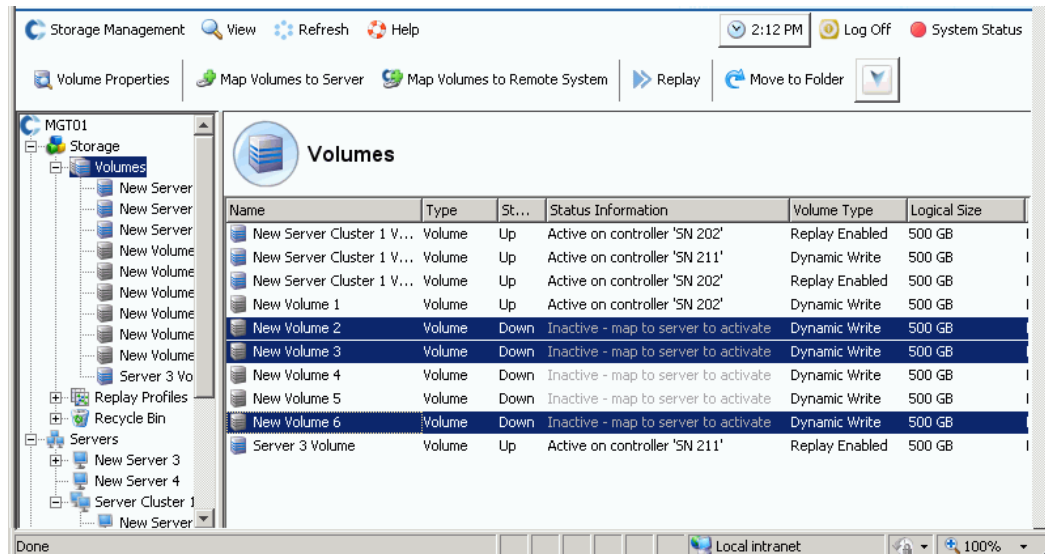 Storage Management View Refresh Help 2:12 PM Log Off System Status
Volume Properties Map Volumes to Server Map Volumes to Remote System Replay Move to Folder
MGT01
Storage
Volumes
New Server
New Server
New Server
New Volume
New Volume
New Volume
New Volume
New Volume
New Volume
Server 3 Vo
Replay Profiles
Recycle Bin
Servers
New Server 3
New Server 4
Server Cluster 1
New Server
Volumes
Name Type St... Status Information Volume Type Logical Size
New Server Cluster 1 V... Volume Up Active on controller 'SN 202' Replay Enabled 500 GB
New Server Cluster 1 V... Volume Up Active on controller 'SN 211' Dynamic Write 500 GB
New Server Cluster 1 V... Volume Up Active on controller 'SN 202' Replay Enabled 500 GB
New Volume 1 Volume Up Active on controller 'SN 202' Dynamic Write 500 GB
New Volume 2 Volume Down Inactive - map to server to activate Dynamic Write 500 GB
New Volume 3 Volume Down Inactive - map to server to activate Dynamic Write 500 GB
New Volume 4 Volume Down Inactive - map to server to activate Dynamic Write 500 GB
New Volume 5 Volume Down Inactive - map to server to activate Dynamic Write 500 GB
New Volume 6 Volume Down Inactive - map to server to activate Dynamic Write 500 GB
Server 3 Volume Volume Up Active on controller 'SN 211' Replay Enabled 500 GB
Done Local intranet 100%